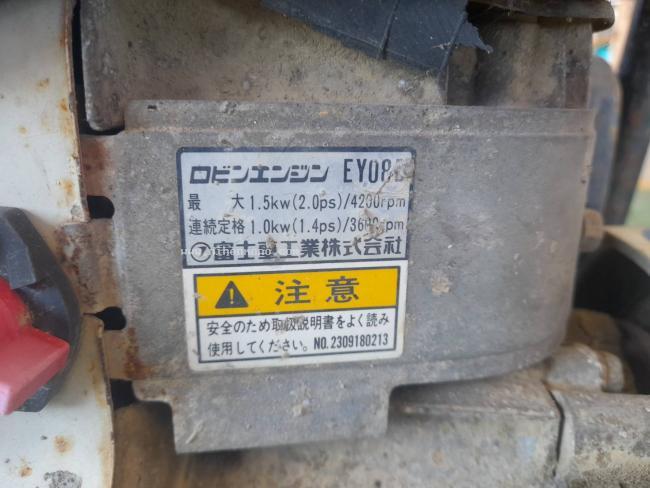 ロビンエンジン EY08
最 大 1.5kw(2.0ps)/4200rpm
連続定格 1.0kw(1.4ps)/3600rpm
富士重工業株式会社
注意
安全のため取扱説明書をよく読み
使用してください。NO.2309180213